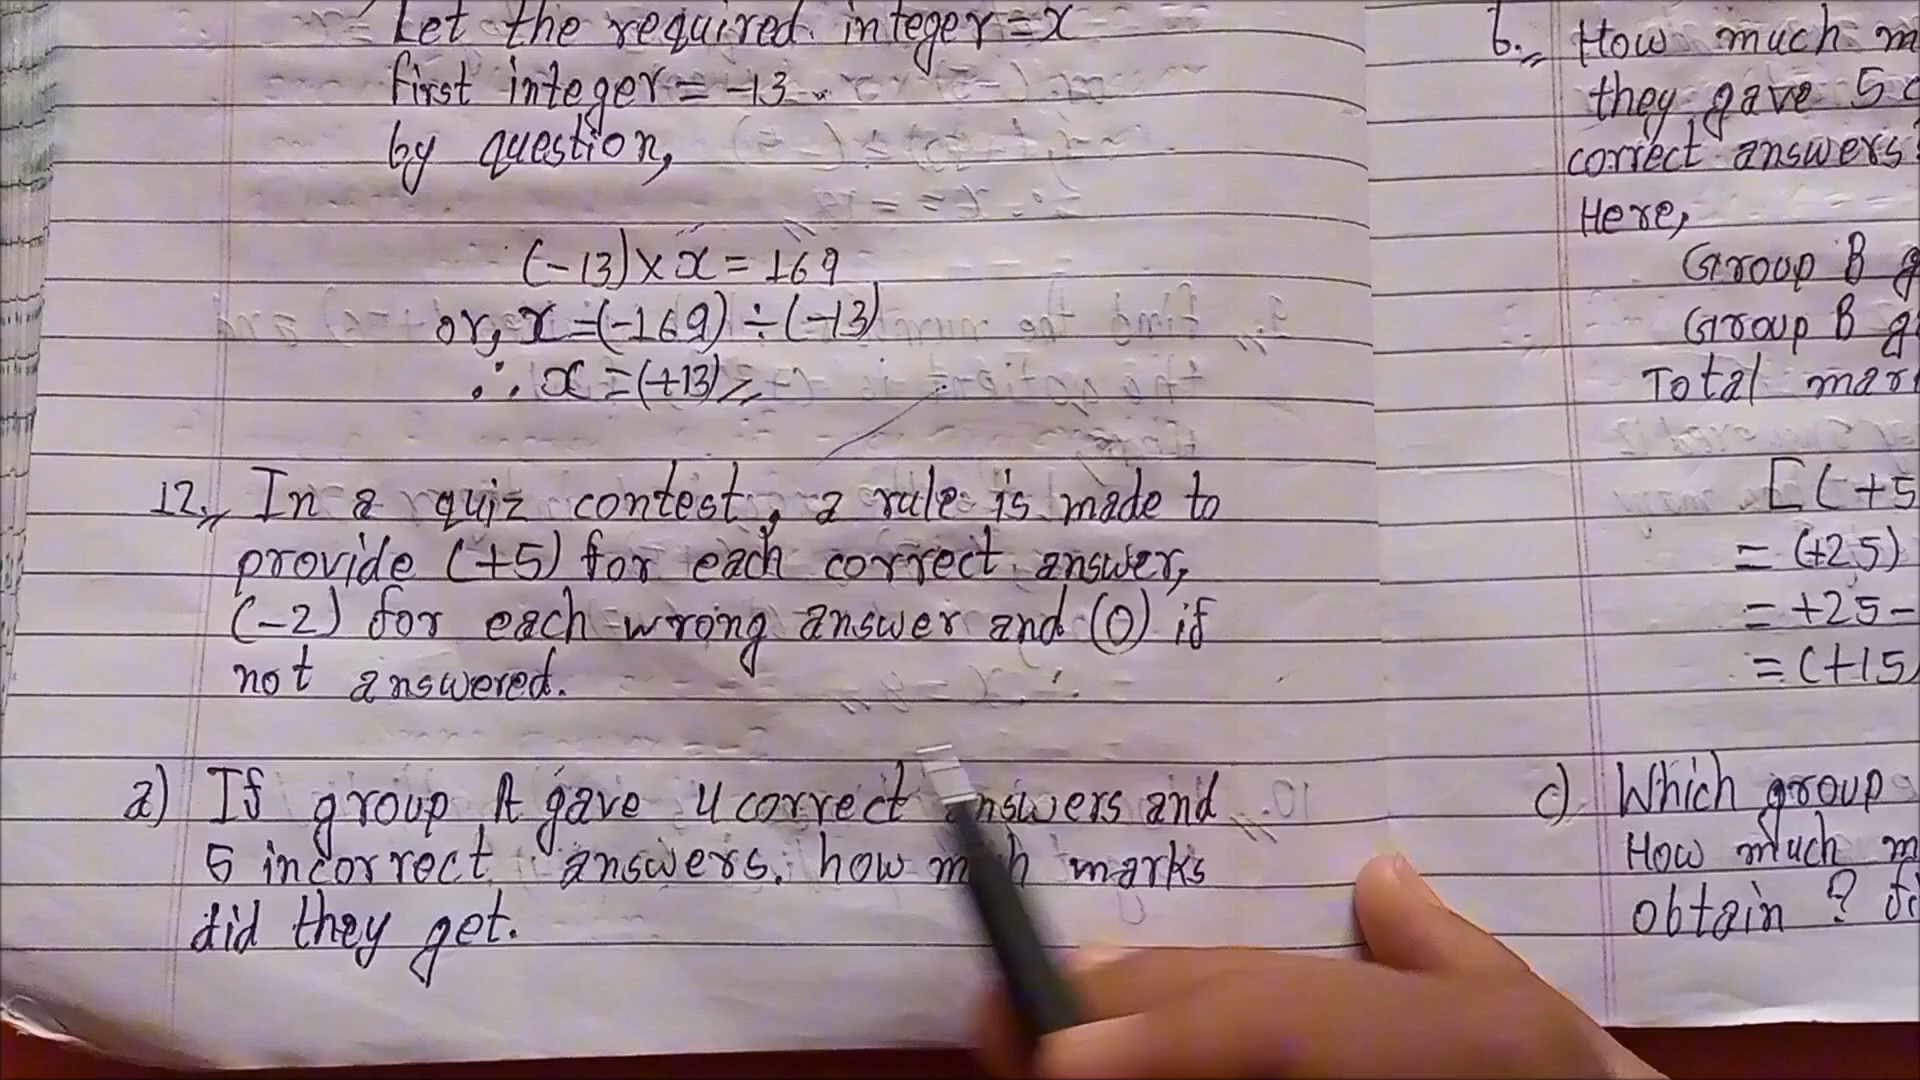 Let the required integer = x
first integer = -13
by question,
(-13) × x = 169
or, x = (-169) ÷ (-13)
∴ x = (+13)
12. In a quiz contest, a rule is made to
provide (+5) for each correct answer,
(-2) for each wrong answer and (0) if
not answered.
a) If group A gave 4 correct answers and
5 incorrect answers. how much marks
did they get.
b. How much m
they gave 5 c
correct answers
Here,
Group B g
Group B g
Total mar
[(+5
= (+25)
= +25 -
= (+15
c) Which group
How much m
obtain ?